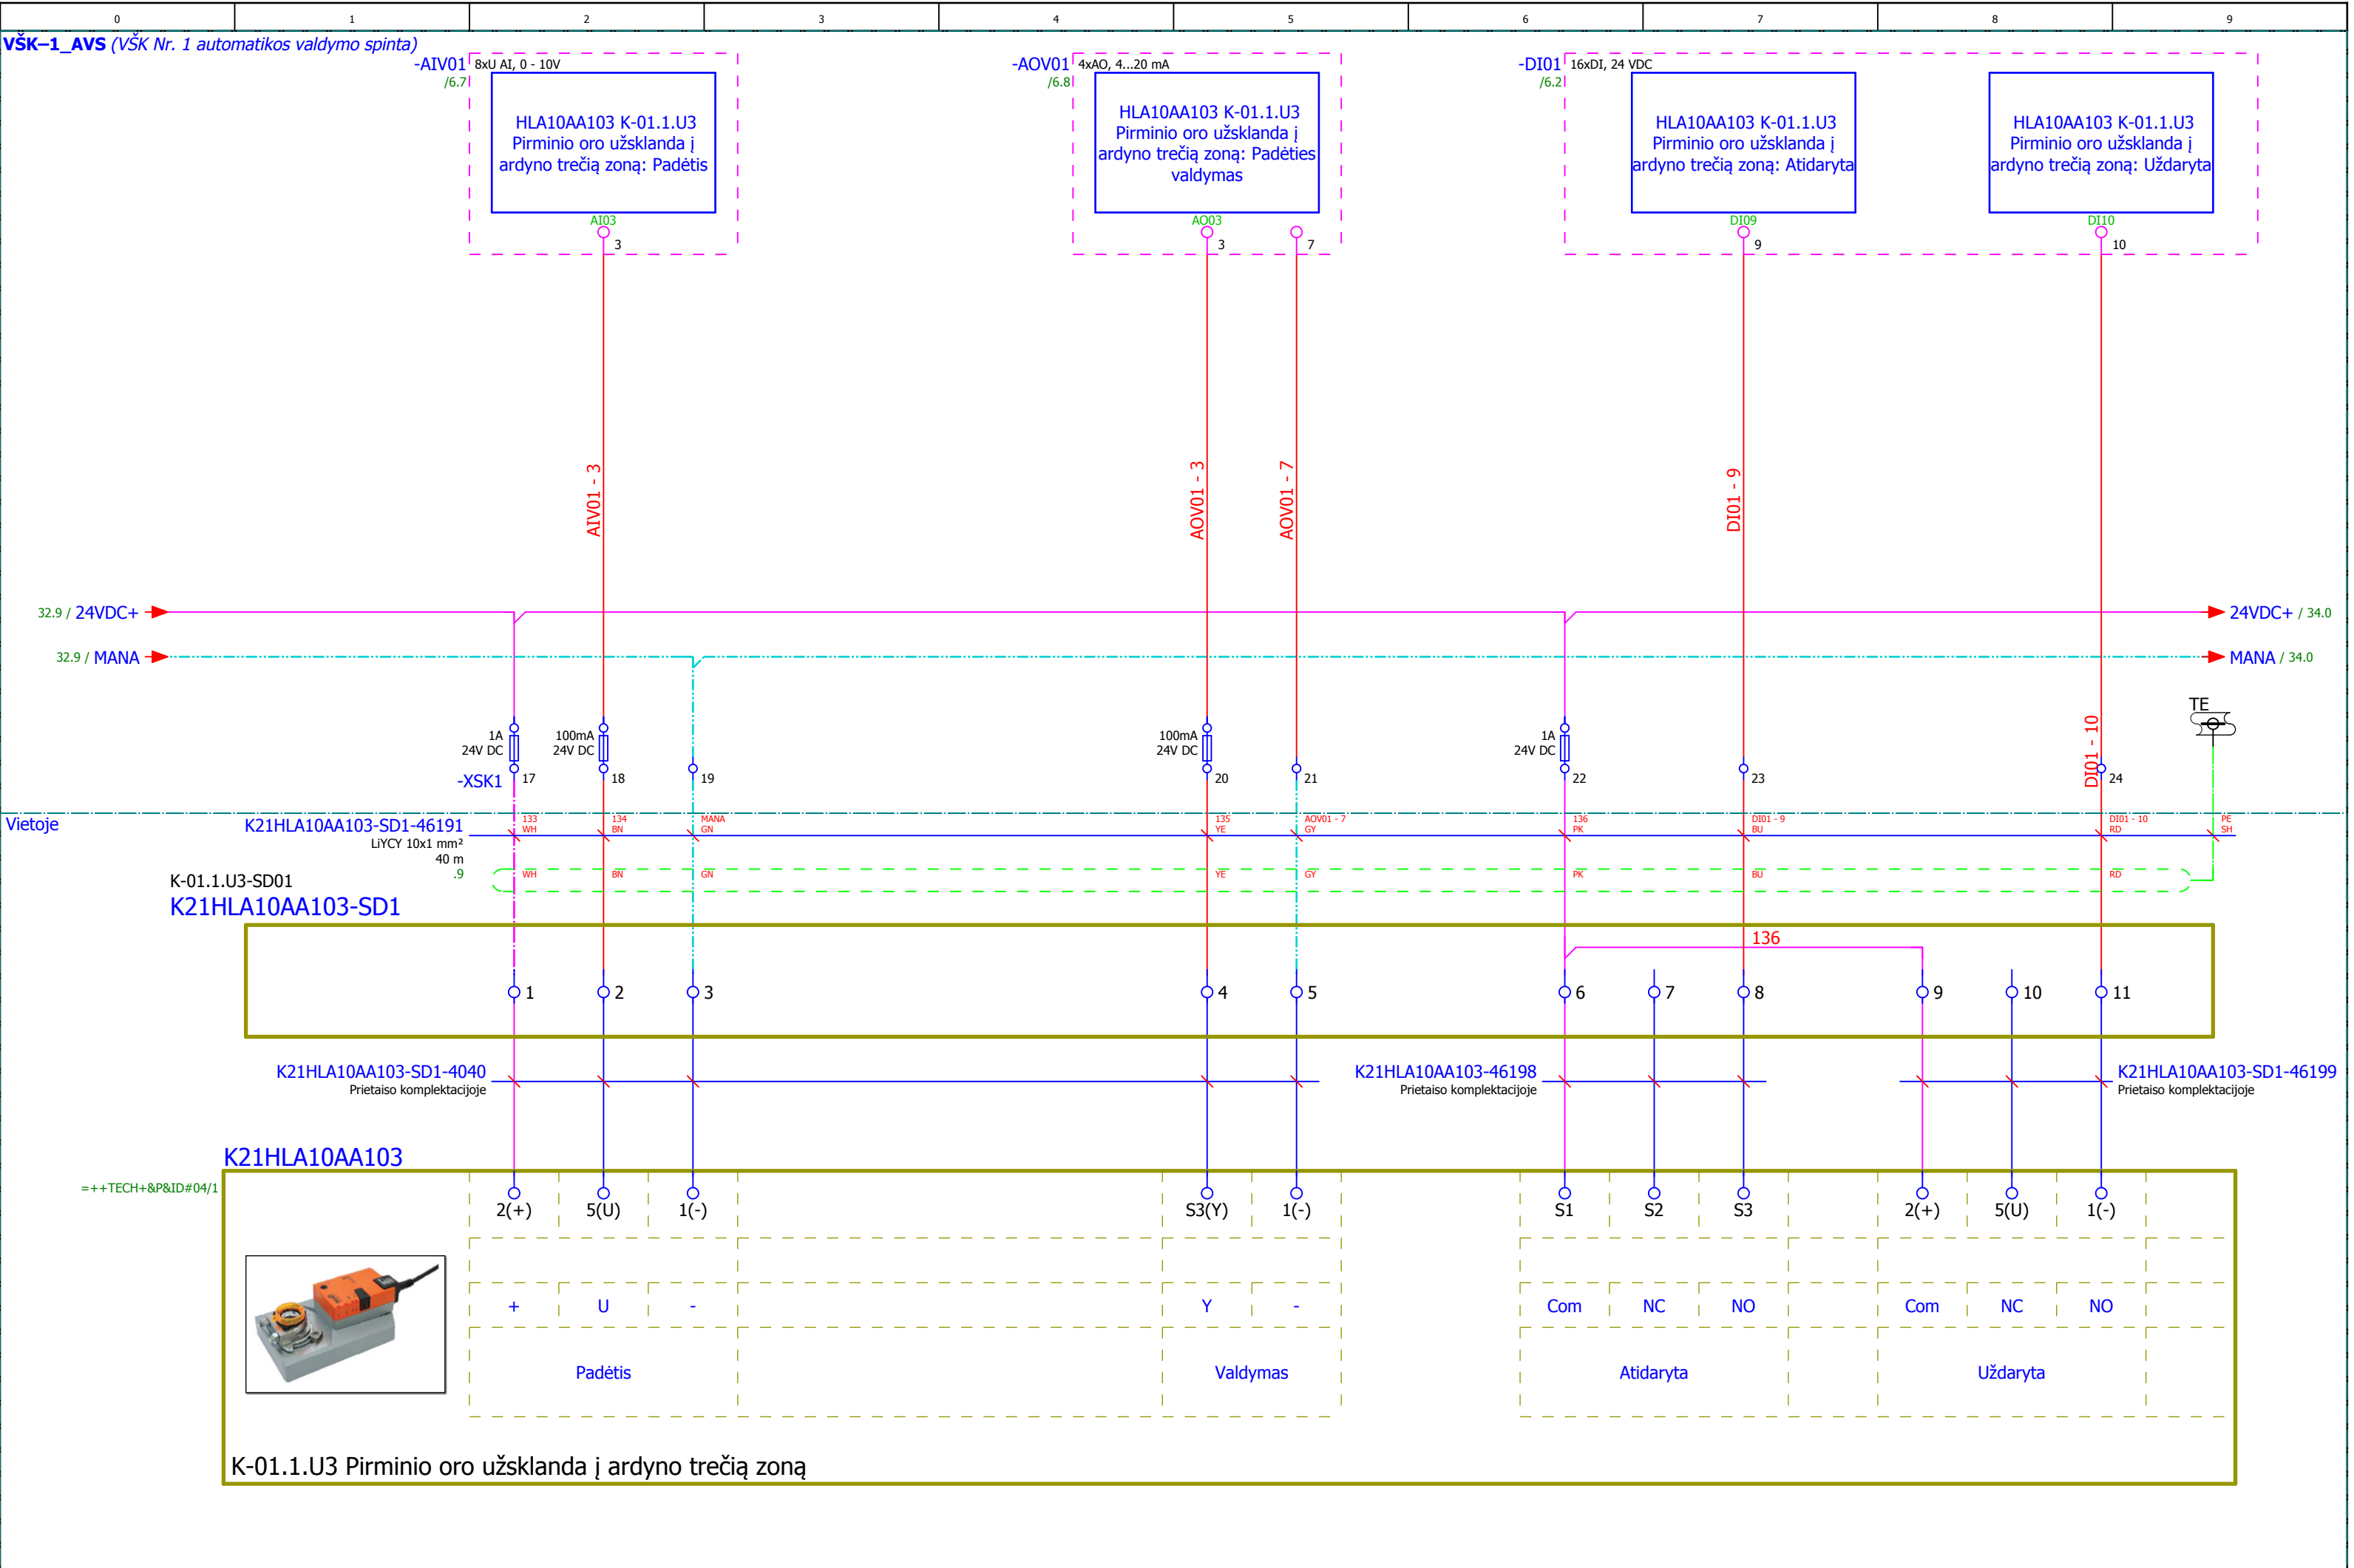 0 1 2 3 4 5 6 7 8 9
VŠK–1_AVS (VŠK Nr. 1 automatikos valdymo spinta)
-AIV01 8xU AI, 0 - 10V
/6.7
HLA10AA103 K-01.1.U3
Pirminio oro užsklanda į
ardyno trečią zoną: Padėtis
AI03
3
-AOV01 4xAO, 4...20 mA
/6.8
HLA10AA103 K-01.1.U3
Pirminio oro užsklanda į
ardyno trečią zoną: Padėties
valdymas
AO03
3 7
-DI01 16xDI, 24 VDC
/6.2
HLA10AA103 K-01.1.U3
Pirminio oro užsklanda į
ardyno trečią zoną: Atidaryta
DI09
9
HLA10AA103 K-01.1.U3
Pirminio oro užsklanda į
ardyno trečią zoną: Uždaryta
DI10
10
AIV01 - 3
AOV01 - 3
AOV01 - 7
DI01 - 9
DI01 - 10
32.9 / 24VDC+
24VDC+ / 34.0
32.9 / MANA
MANA / 34.0
TE
1A
24V DC
100mA
24V DC
100mA
24V DC
1A
24V DC
-XSK1 17 18 19 20 21 22 23 24
Vietoje
K21HLA10AA103-SD1-46191
LiYCY 10x1 mm²
40 m
.9
133 134 MANA 135 AOV01 - 7 136 DI01 - 9 DI01 - 10 PE
WH BN GN YE GY PK BU RD SH
WH BN GN YE GY PK BU RD
K-01.1.U3-SD01
K21HLA10AA103-SD1
136
1 2 3 4 5 6 7 8 9 10 11
K21HLA10AA103-SD1-4040
Prietaiso komplektacijoje
K21HLA10AA103-46198
Prietaiso komplektacijoje
K21HLA10AA103-SD1-46199
Prietaiso komplektacijoje
K21HLA10AA103
=++TECH+&P&ID#04/1
2(+) 5(U) 1(-) S3(Y) 1(-) S1 S2 S3 2(+) 5(U) 1(-)
+ U - Y - Com NC NO Com NC NO
Padėtis Valdymas Atidaryta Uždaryta
K-01.1.U3 Pirminio oro užsklanda į ardyno trečią zoną